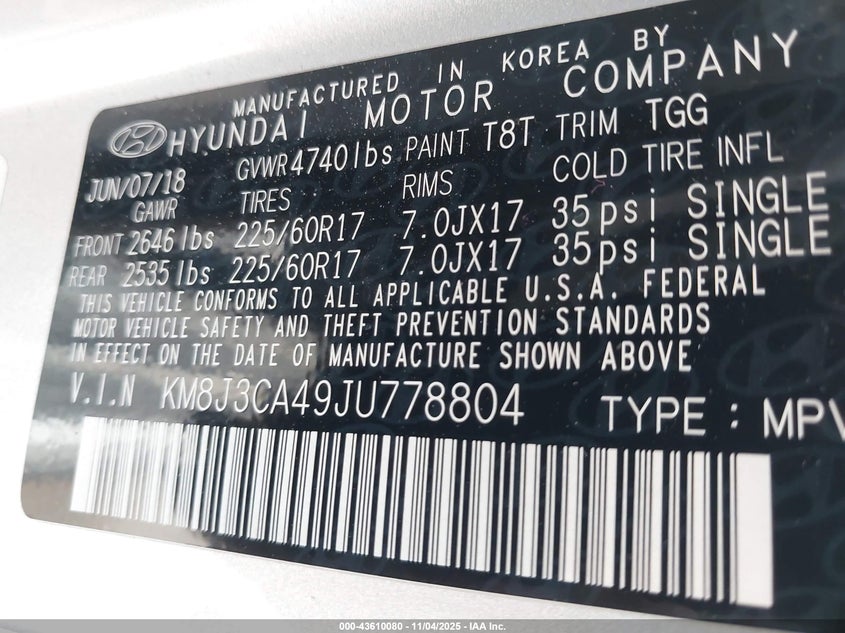 MANUFACTURED IN KOREA BY
HYUNDAI MOTOR COMPANY
JUN/07/18 GVWR 4740lbs PAINT T8T TRIM TGG
GAWR TIRES RIMS COLD TIRE INFL
FRONT 2646 lbs 225/60R17 7.0JX17 35psi SINGLE
REAR 2535 lbs 225/60R17 7.0JX17 35psi SINGLE
THIS VEHICLE CONFORMS TO ALL APPLICABLE U.S.A. FEDERAL
MOTOR VEHICLE SAFETY AND THEFT PREVENTION STANDARDS
IN EFFECT ON THE DATE OF MANUFACTURE SHOWN ABOVE
V.I.N KM8J3CA49JU778804 TYPE : MPV
000-43610080 - 11/04/2025 - IAA Inc.